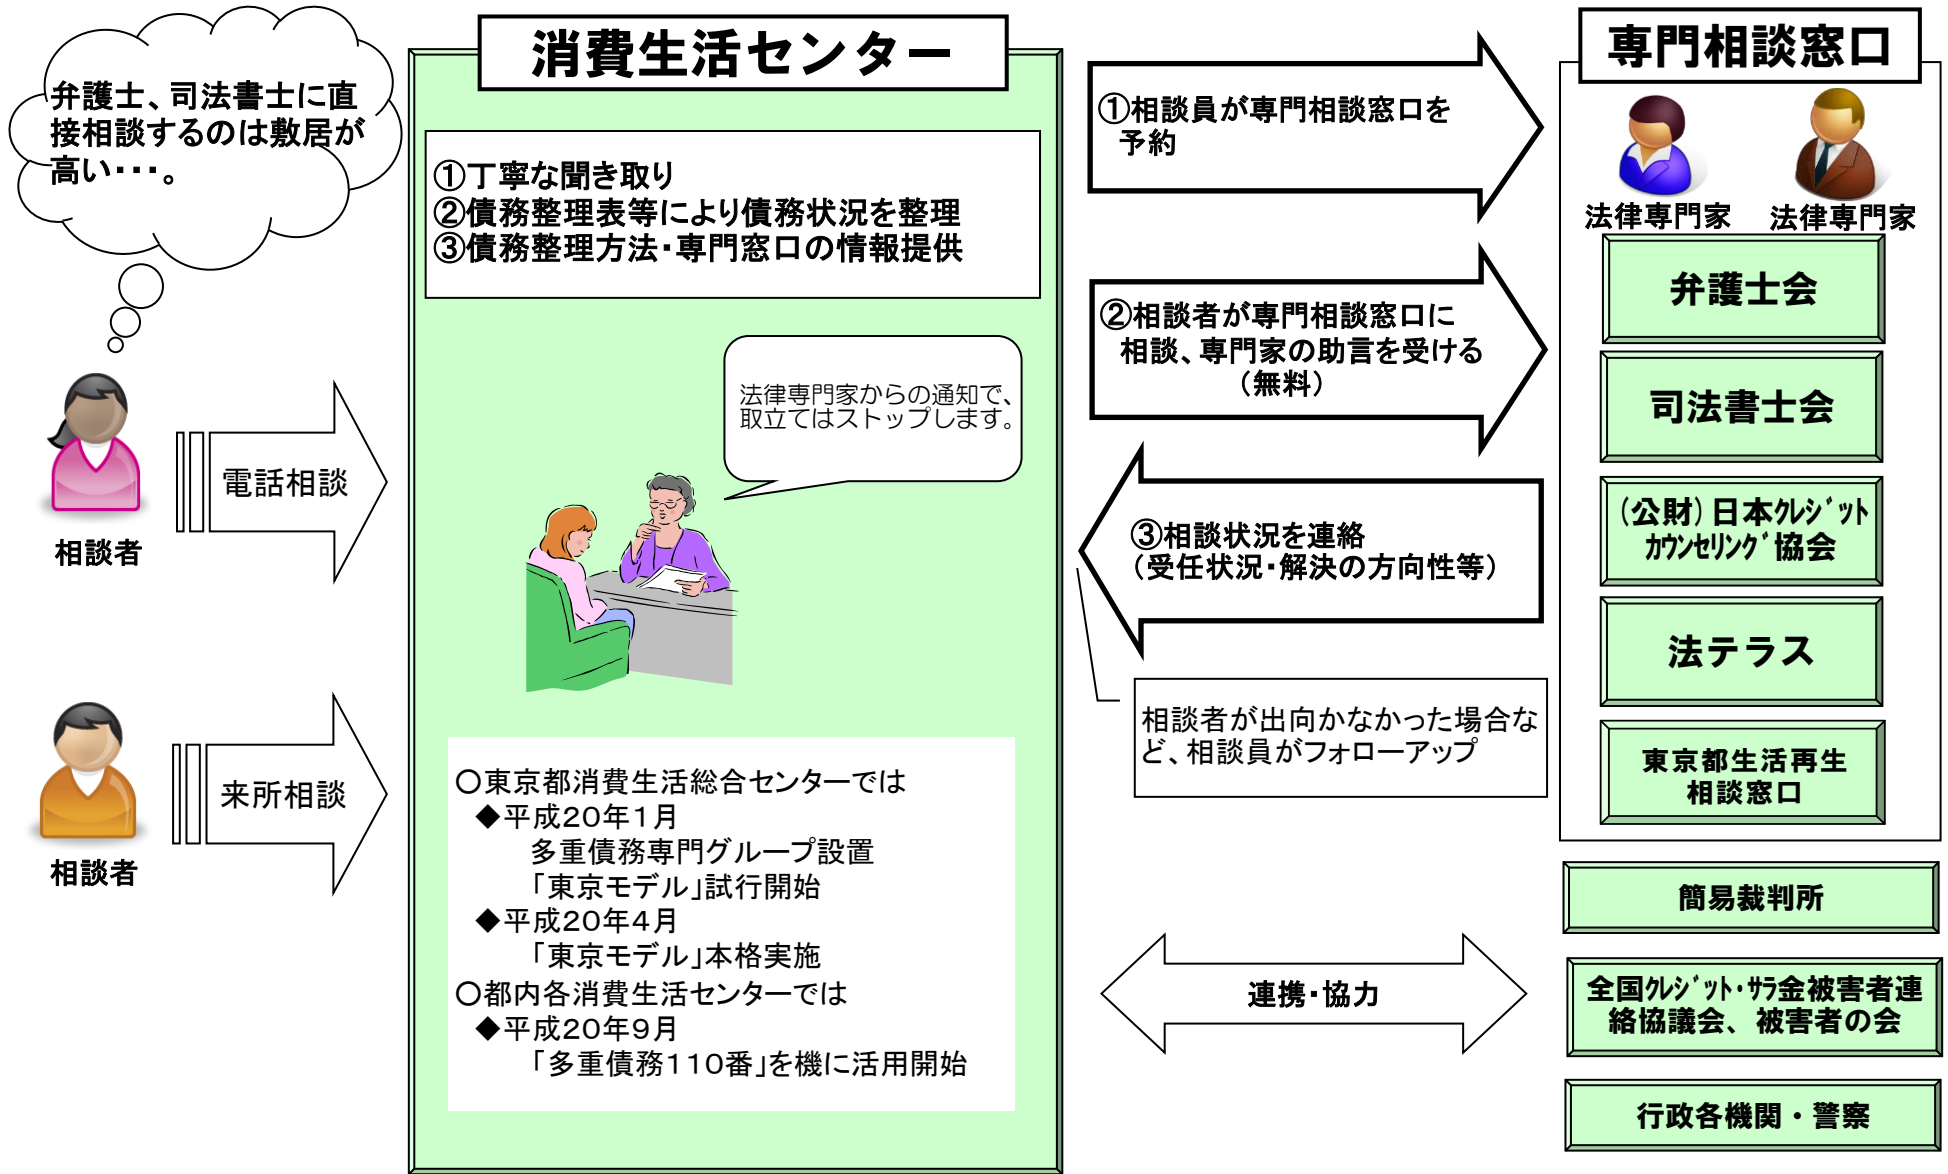 弁護士、司法書士に直
接相談するのは敷居が
高い・・・。
相談者
電話相談
相談者
来所相談
消費生活センター
①丁寧な聞き取り
②債務整理表等により債務状況を整理
③債務整理方法・専門窓口の情報提供
法律専門家からの通知で、
取立てはストップします。
〇東京都消費生活総合センターでは
◆平成20年1月
多重債務専門グループ設置
「東京モデル」試行開始
◆平成20年4月
「東京モデル」本格実施
〇都内各消費生活センターでは
◆平成20年9月
「多重債務110番」を機に活用開始
①相談員が専門相談窓口を
予約
②相談者が専門相談窓口に
相談、専門家の助言を受ける
（無料）
③相談状況を連絡
（受任状況・解決の方向性等）
相談者が出向かなかった場合な
ど、相談員がフォローアップ
連携・協力
専門相談窓口
法律専門家
法律専門家
弁護士会
司法書士会
（公財）日本ｸﾚｼﾞｯﾄ
ｶｳﾝｾﾘﾝｸﾞ協会
法テラス
東京都生活再生
相談窓口
簡易裁判所
全国ｸﾚｼﾞｯﾄ・ｻﾗ金被害者連
絡協議会、被害者の会
行政各機関・警察